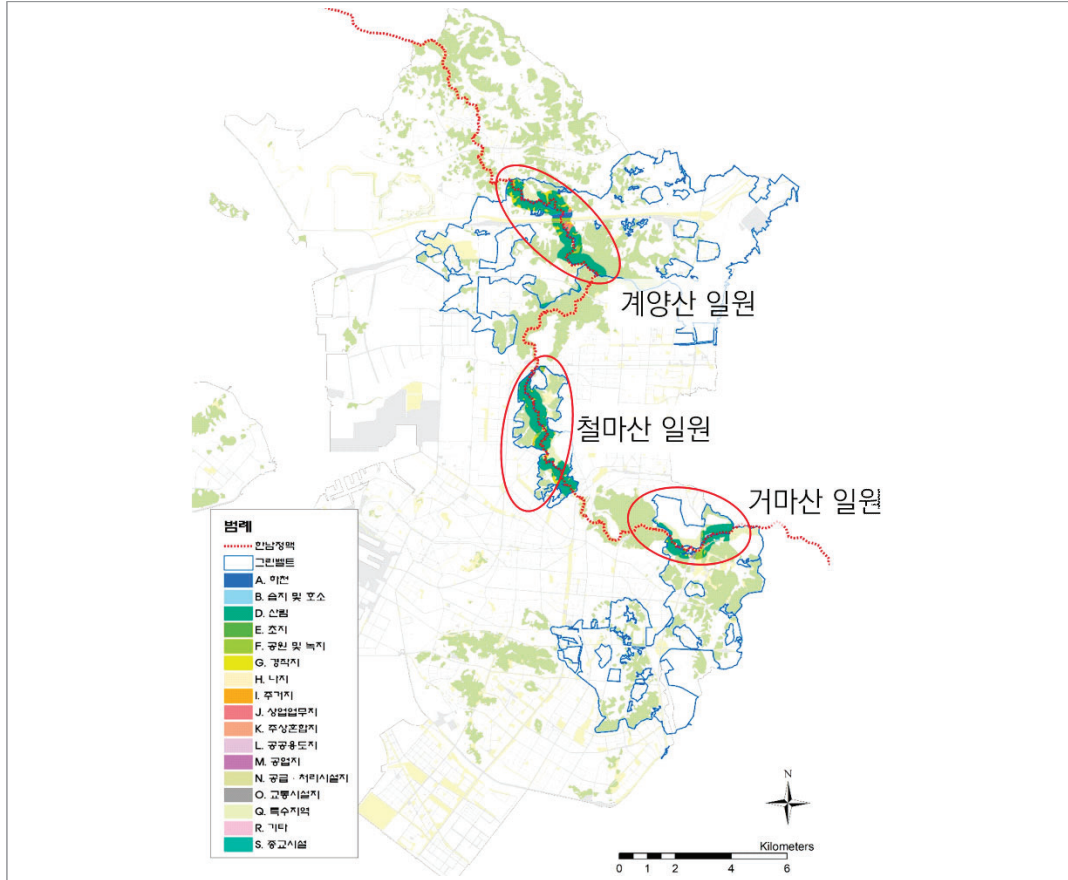 계양산 일원
철마산 일원
거마산 일원
범례
한남정맥
그린벨트
A. 하천
B. 습지 및 호소
D. 산림
E. 초지
F. 공원 및 녹지
G. 경작지
H. 나지
I. 주거지
J. 상업업무지
K. 주상혼합지
L. 공공용도지
M. 공업지
N. 공급·처리시설지
O. 교통시설지
Q. 특수지역
R. 기타
S. 종교시설
N
Kilometers
0 1 2 4 6